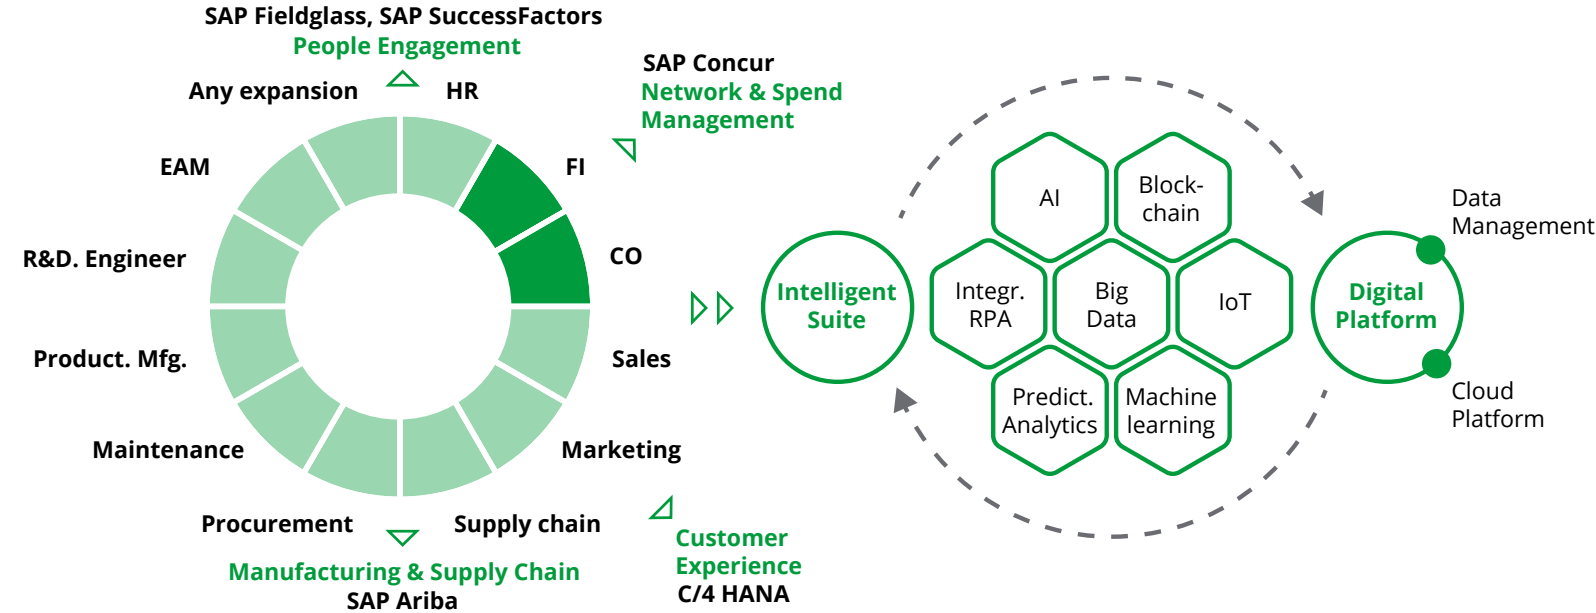 SAP Fieldglass, SAP SuccessFactors
People Engagement
Any expansion
HR
SAP Concur
Network & Spend
Management
EAM
FI
R&D. Engineer
CO
Product. Mfg.
Sales
Maintenance
Marketing
Procurement
Supply chain
Manufacturing & Supply Chain
SAP Ariba
Customer
Experience
C/4 HANA
Intelligent
Suite
AI
Block-
chain
Integr.
RPA
Big
Data
IoT
Predict.
Analytics
Machine
learning
Digital
Platform
Data
Management
Cloud
Platform